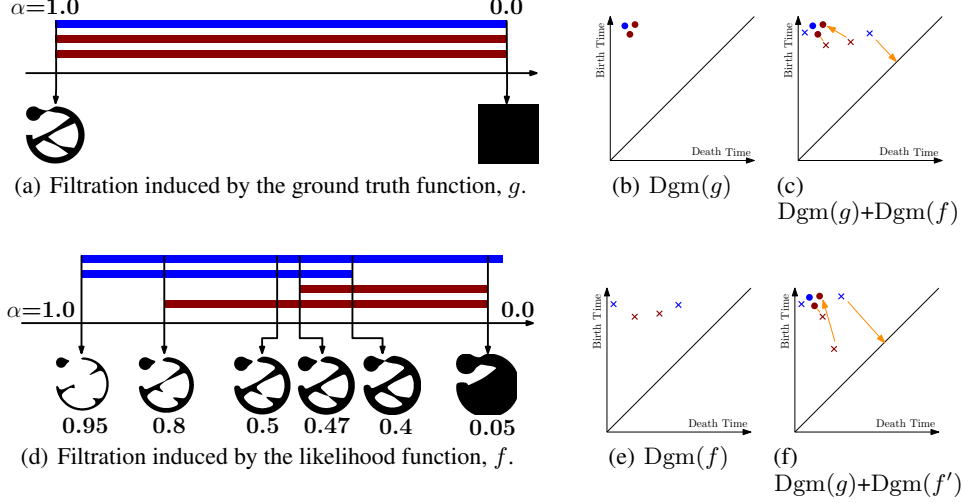 α=1.0
0.0
(a) Filtration induced by the ground truth function, g.
Birth Time
Death Time
(b) Dgm(g)
Birth Time
Death Time
(c)
Dgm(g)+Dgm(f)
α=1.0
0.0
0.95
0.8
0.5
0.47
0.4
0.05
(d) Filtration induced by the likelihood function, f.
Birth Time
Death Time
(e) Dgm(f)
Birth Time
Death Time
(f)
Dgm(g)+Dgm(f′)